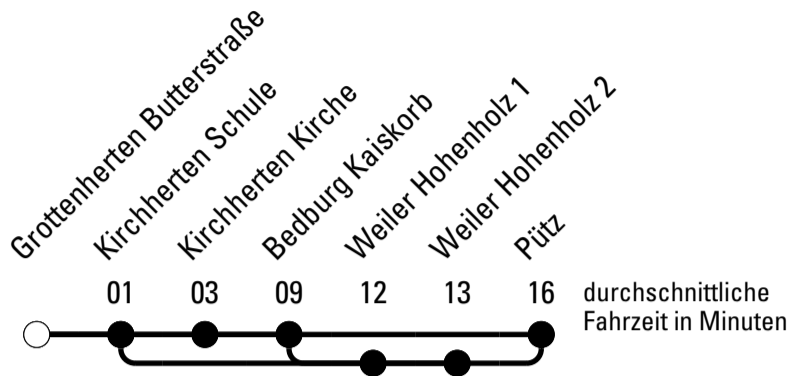 Grottenherten Butterstraße
Kirchherten Schule
Kirchherten Kirche
Bedburg Kaiskorb
Weiler Hohenholz 1
Weiler Hohenholz 2
Pütz
01 03 09 12 13 16
durchschnittliche
Fahrzeit in Minuten